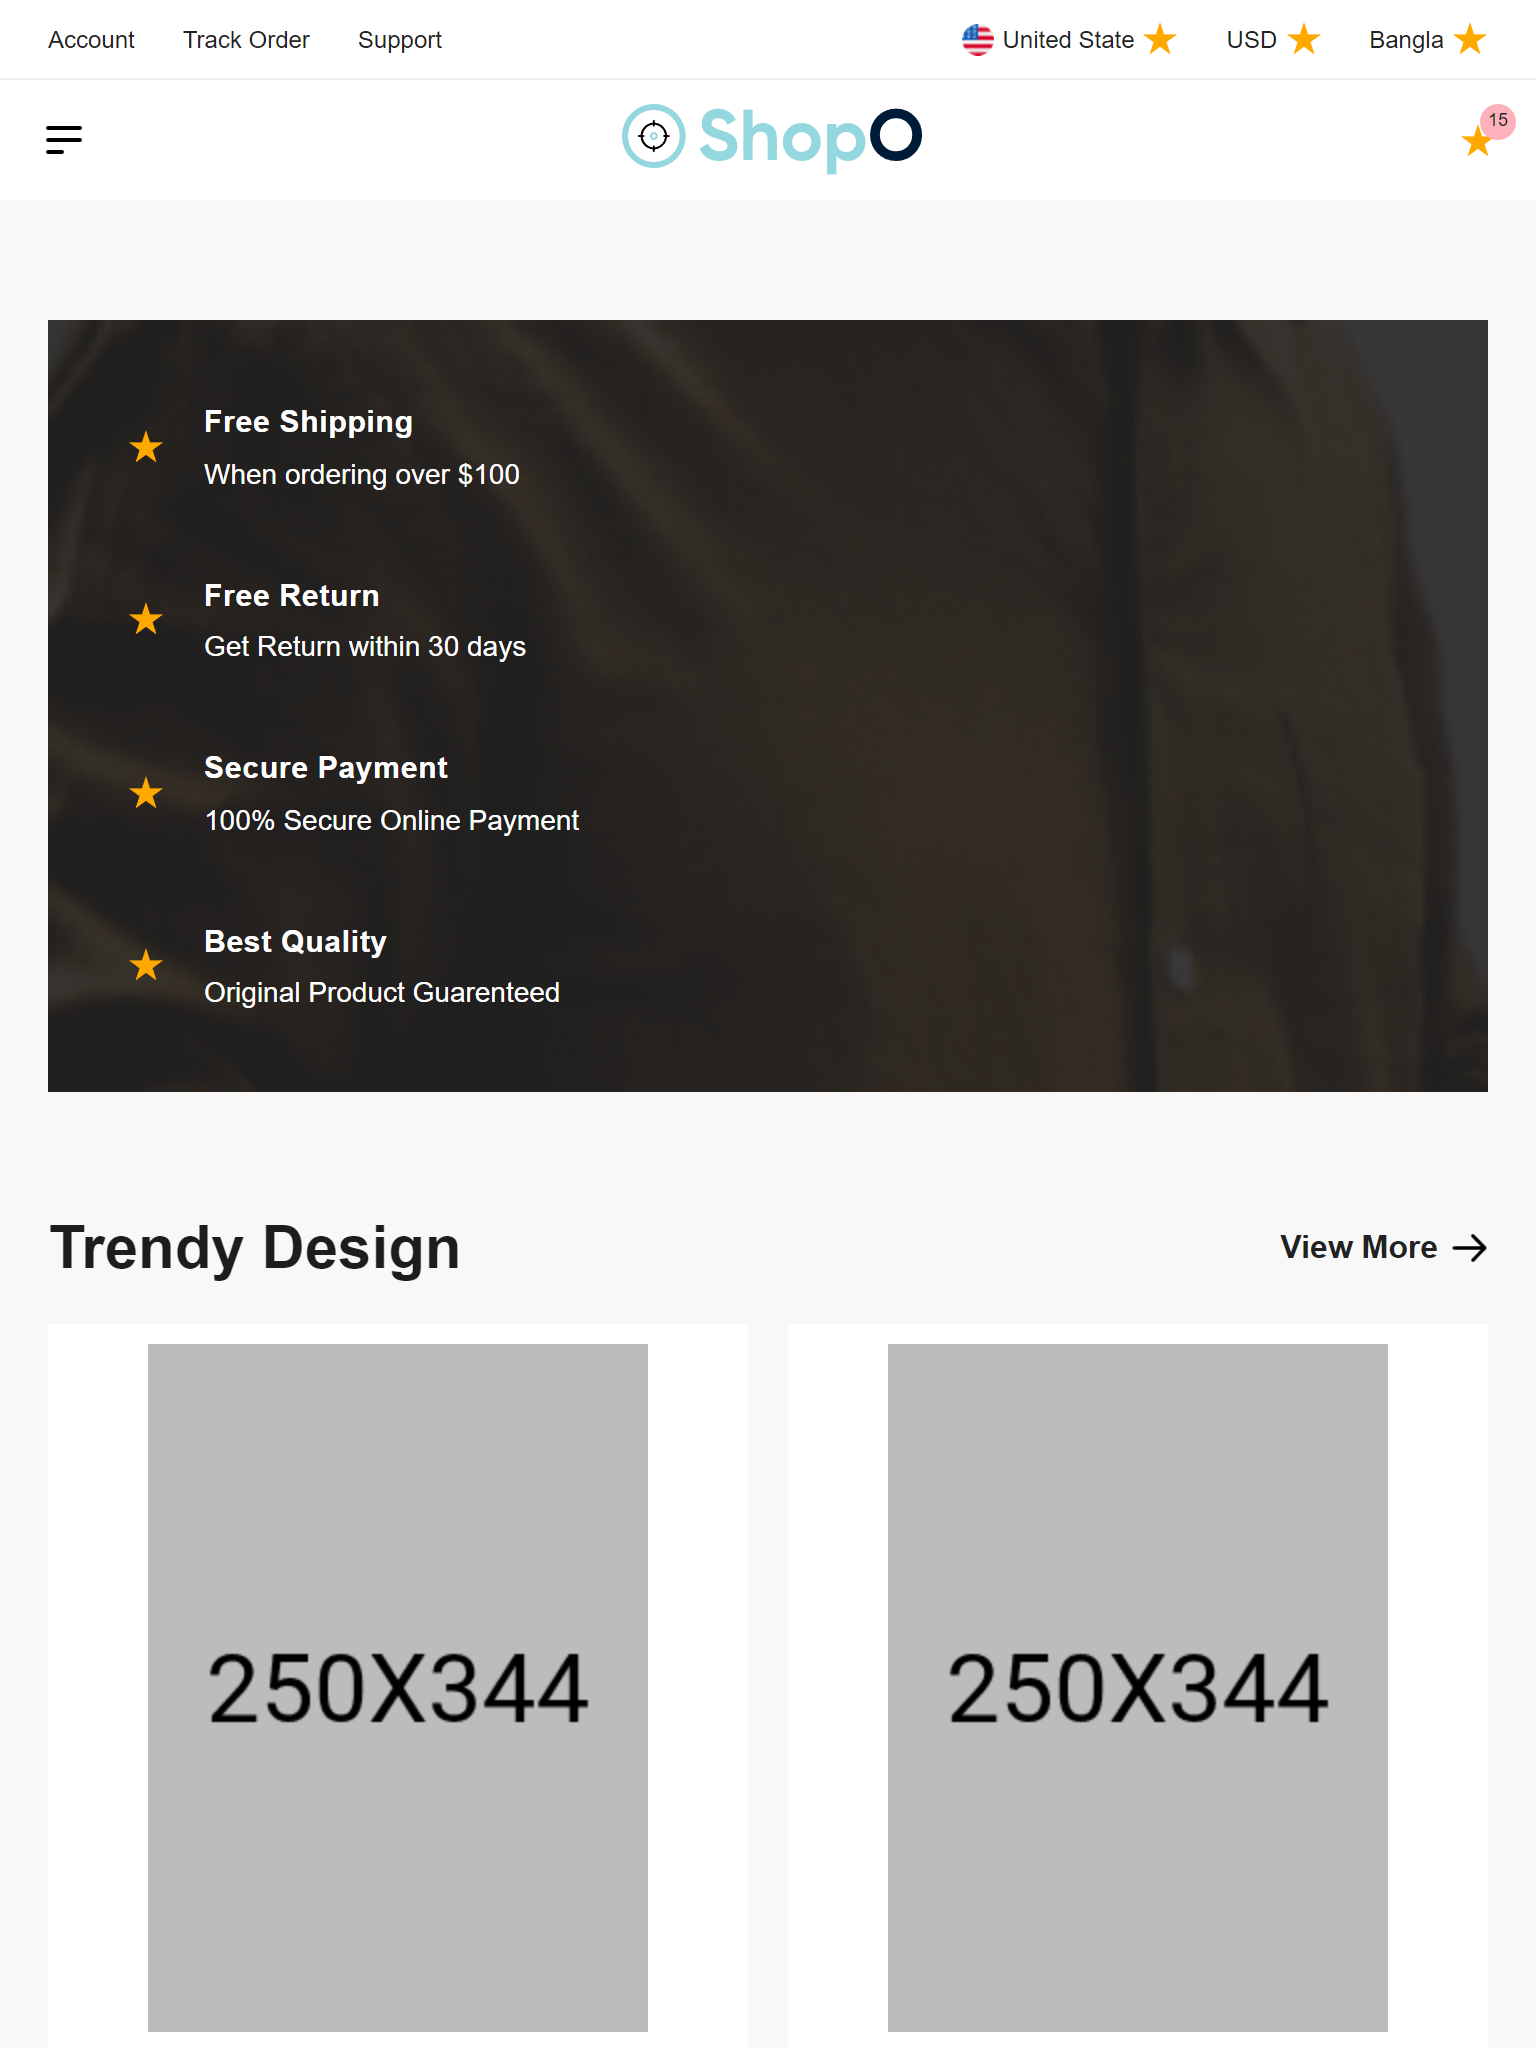 Account Track Order Support United State USD Bangla
ShopO
15
Free Shipping
When ordering over $100
Free Return
Get Return within 30 days
Secure Payment
100% Secure Online Payment
Best Quality
Original Product Guarenteed
Trendy Design
View More
250X344 250X344